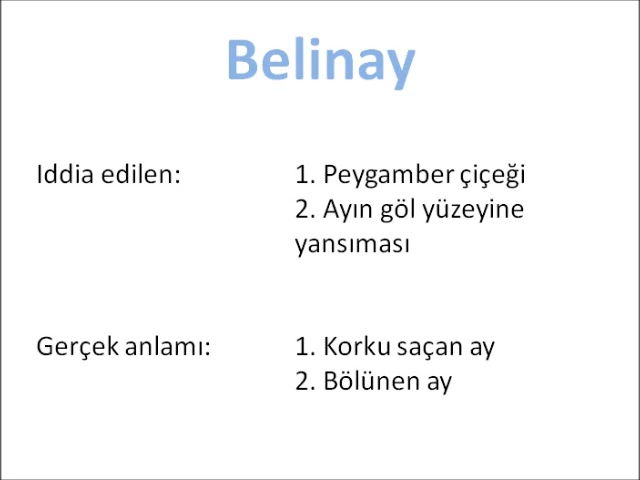 Belinay
Iddia edilen: 1. Peygamber çiçeği
2. Ayın göl yüzeyine
yansıması
Gerçek anlamı: 1. Korku saçan ay
2. Bölünen ay